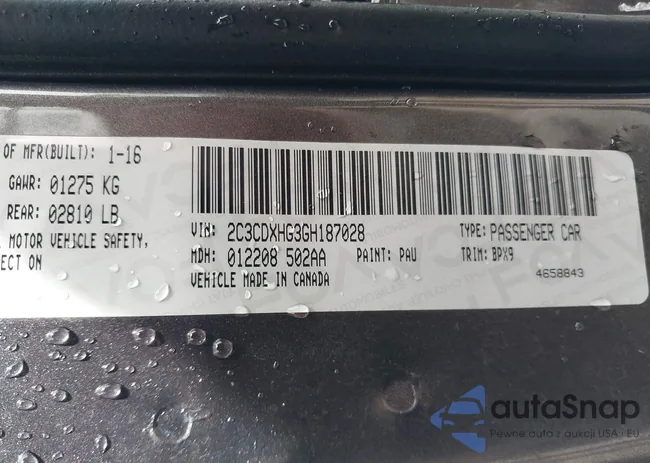 OF MFR(BUILT): 1-16
GAWR: 01275 KG
REAR: 02810 LB
MOTOR VEHICLE SAFETY,
ECT ON
VIN: 2C3CDXHG3GH187028
TYPE: PASSENGER CAR
MDH: 012208 502AA
PAINT: PAU
TRIM: BPX9
VEHICLE MADE IN CANADA
4658843
autoSnap
Pewne auto z aukcji USA i EU